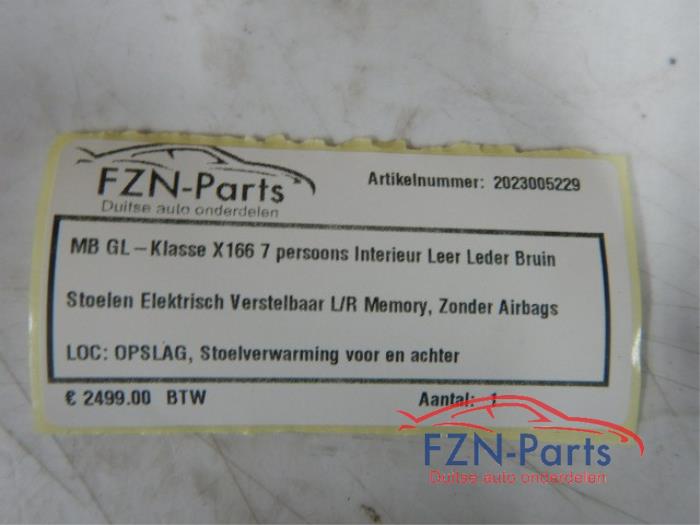 FZN-Parts
Duitse auto onderdelen
Artikelnummer: 2023005229
MB GL-Klasse X166 7 persoons Interieur Leer Leder Bruin
Stoelen Elektrisch Verstelbaar L/R Memory, Zonder Airbags
LOC: OPSLAG, Stoelverwarming voor en achter
€ 2499.00 BTW
Aantal: 1
FZN-Parts
Duitse auto onderdelen